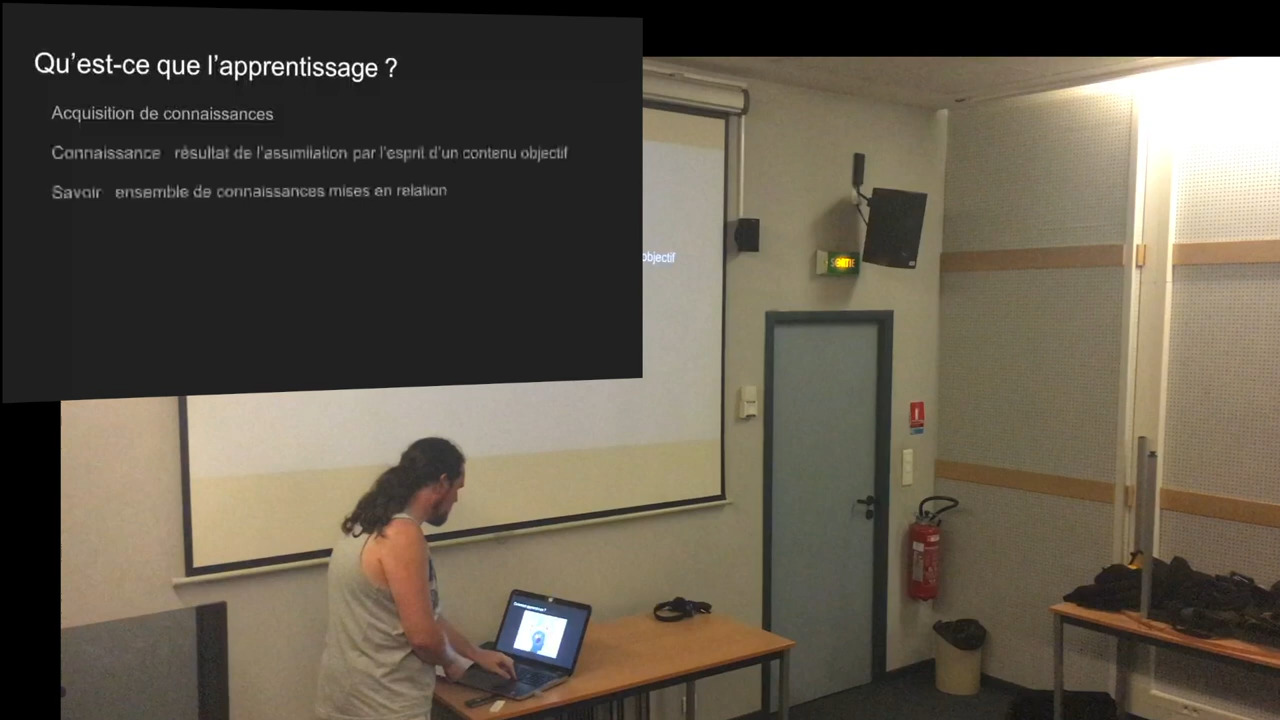 Qu'est-ce que l'apprentissage ?
Acquisition de connaissances
Connaissance résultat de l'assimilation par l'esprit d'un contenu objectif
Savoir ensemble de connaissances mises en relation
objectif
SORTIE